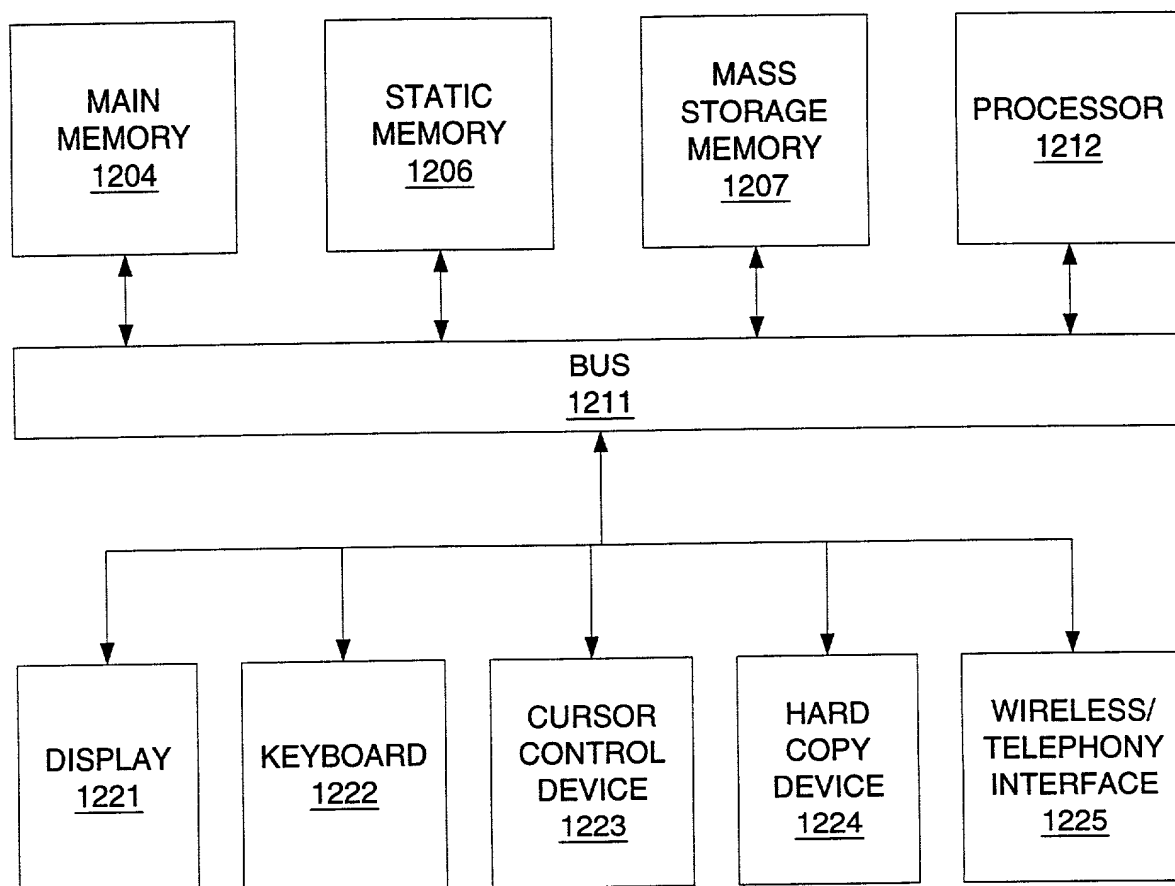 MAIN
MEMORY
1204
STATIC
MEMORY
1206
MASS
STORAGE
MEMORY
1207
PROCESSOR
1212
BUS
1211
DISPLAY
1221
KEYBOARD
1222
CURSOR
CONTROL
DEVICE
1223
HARD
COPY
DEVICE
1224
WIRELESS/
TELEPHONY
INTERFACE
1225